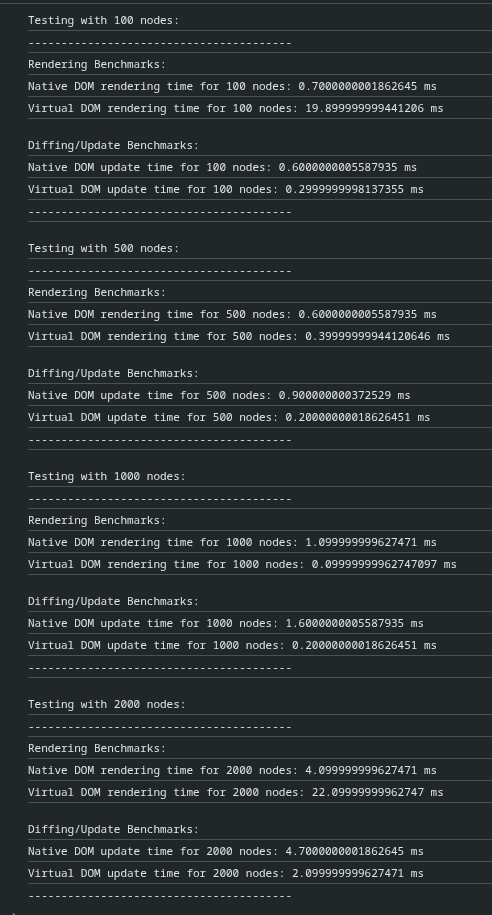 Testing with 100 nodes:
----------------------------------------
Rendering Benchmarks:
Native DOM rendering time for 100 nodes: 0.7000000001862645 ms
Virtual DOM rendering time for 100 nodes: 19.899999999441206 ms
Diffing/Update Benchmarks:
Native DOM update time for 100 nodes: 0.6000000005587935 ms
Virtual DOM update time for 100 nodes: 0.2999999998137355 ms
----------------------------------------
Testing with 500 nodes:
----------------------------------------
Rendering Benchmarks:
Native DOM rendering time for 500 nodes: 0.6000000005587935 ms
Virtual DOM rendering time for 500 nodes: 0.39999999944120646 ms
Diffing/Update Benchmarks:
Native DOM update time for 500 nodes: 0.900000000372529 ms
Virtual DOM update time for 500 nodes: 0.20000000018626451 ms
----------------------------------------
Testing with 1000 nodes:
----------------------------------------
Rendering Benchmarks:
Native DOM rendering time for 1000 nodes: 1.099999999627471 ms
Virtual DOM rendering time for 1000 nodes: 0.09999999962747097 ms
Diffing/Update Benchmarks:
Native DOM update time for 1000 nodes: 1.6000000005587935 ms
Virtual DOM update time for 1000 nodes: 0.20000000018626451 ms
----------------------------------------
Testing with 2000 nodes:
----------------------------------------
Rendering Benchmarks:
Native DOM rendering time for 2000 nodes: 4.099999999627471 ms
Virtual DOM rendering time for 2000 nodes: 22.09999999962747 ms
Diffing/Update Benchmarks:
Native DOM update time for 2000 nodes: 4.7000000001862645 ms
Virtual DOM update time for 2000 nodes: 2.099999999627471 ms
----------------------------------------